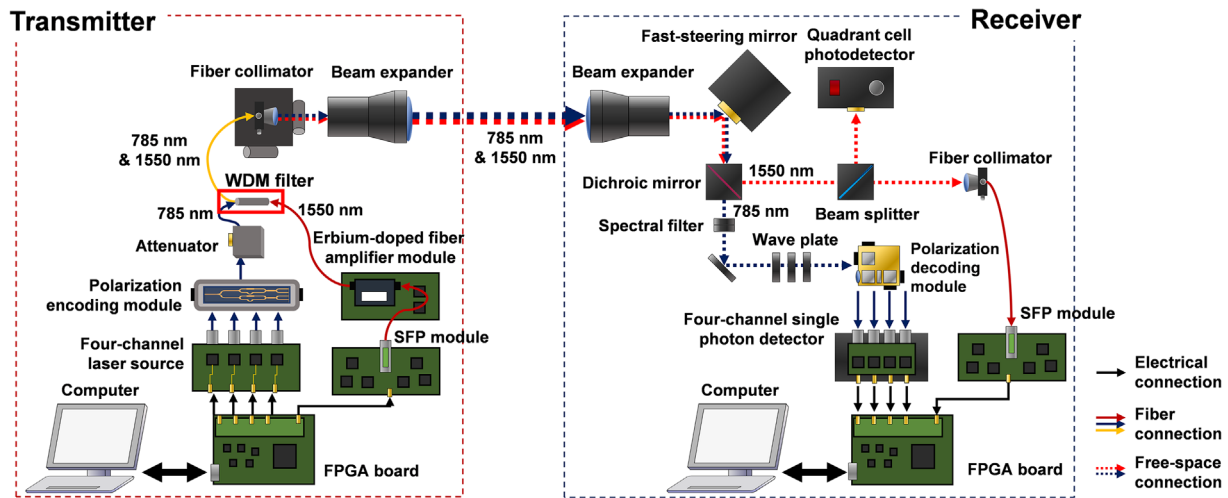 Transmitter
Fiber collimator
Beam expander
785 nm
& 1550 nm
WDM filter
785 nm
1550 nm
Attenuator
Erbium-doped fiber
amplifier module
Polarization
encoding module
SFP module
Four-channel
laser source
Computer
FPGA board
785 nm
& 1550 nm
Receiver
Fast-steering mirror
Quadrant cell
photodetector
Beam expander
Dichroic mirror
1550 nm
Fiber collimator
Beam splitter
785 nm
Spectral filter
Wave plate
Polarization
decoding
module
Four-channel single
photon detector
SFP module
Computer
FPGA board
Electrical
connection
Fiber
connection
Free-space
connection